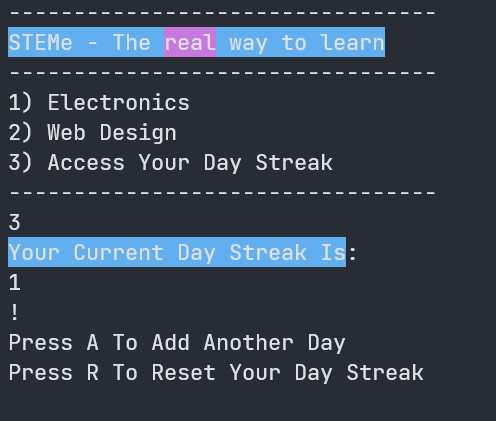 ---------------------------------
STEMe - The real way to learn
---------------------------------
1) Electronics
2) Web Design
3) Access Your Day Streak
---------------------------------
3
Your Current Day Streak Is:
1
!
Press A To Add Another Day
Press R To Reset Your Day Streak